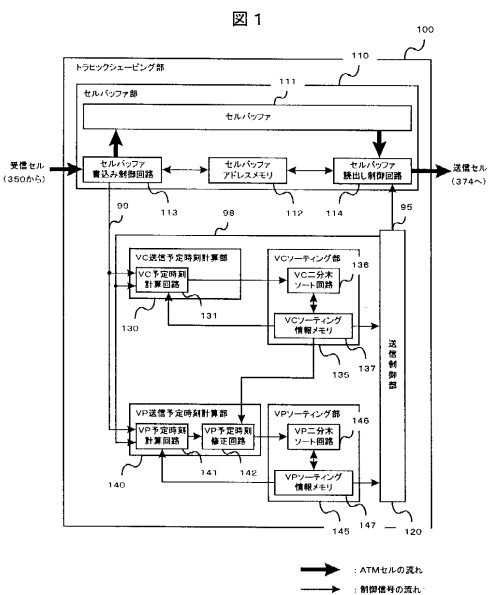 図1
100
トラヒックシェーピング部
110
111
セルバッファ部
セルバッファ
受信セル
(350から)
セルバッファ
書込み制御回路
セルバッファ
アドレスメモリ
セルバッファ
読出し制御回路
送信セル
(374へ)
113
112
114
99
98
95
VC送信予定時刻計算部
VC予定時刻
計算回路
131
130
VCソーティング部
136
VC二分木
ソート回路
VCソーティング
情報メモリ
137
135
送信制御部
VP送信予定時刻計算部
VP予定時刻
計算回路
VP予定時刻
修正回路
140
141
142
VPソーティング部
146
VP二分木
ソート回路
VPソーティング
情報メモリ
147
145
120
:ATMセルの流れ
:制御信号の流れ